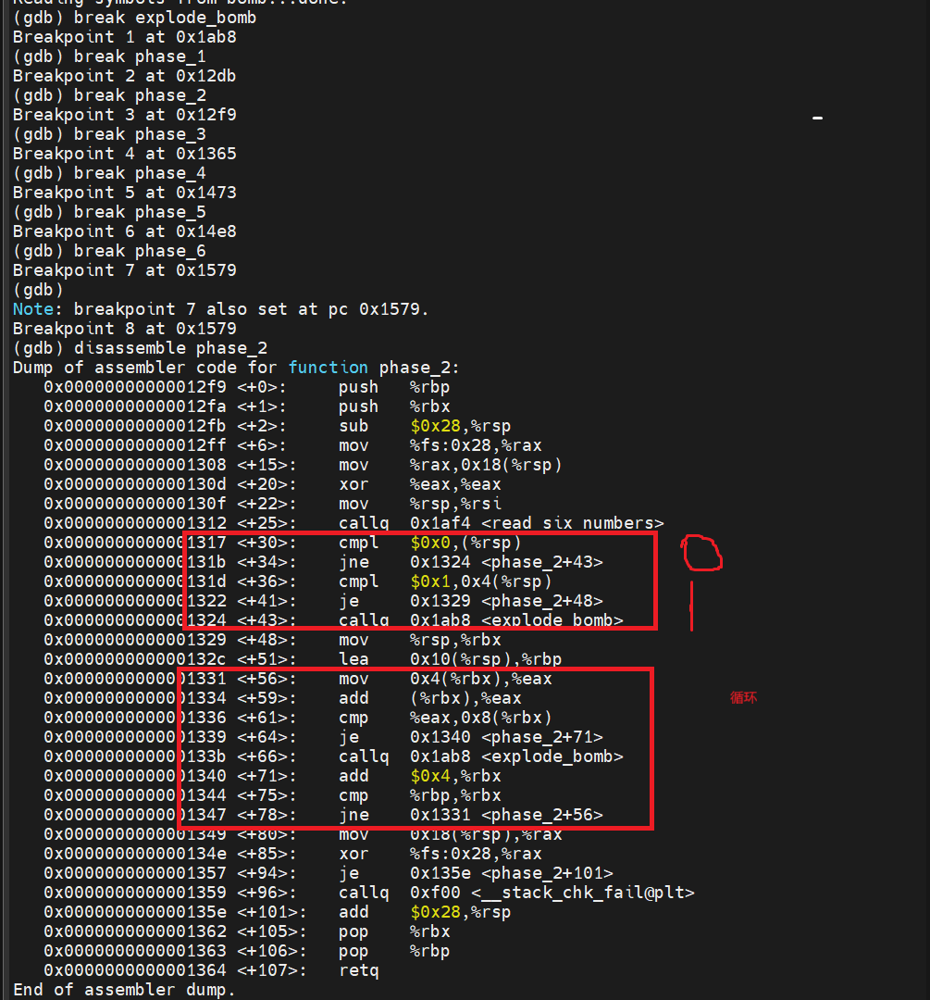 Reading symbols from bomb...done.
(gdb) break explode_bomb
Breakpoint 1 at 0x1ab8
(gdb) break phase_1
Breakpoint 2 at 0x12db
(gdb) break phase_2
Breakpoint 3 at 0x12f9
(gdb) break phase_3
Breakpoint 4 at 0x1365
(gdb) break phase_4
Breakpoint 5 at 0x1473
(gdb) break phase_5
Breakpoint 6 at 0x14e8
(gdb) break phase_6
Breakpoint 7 at 0x1579
(gdb)
Note: breakpoint 7 also set at pc 0x1579.
Breakpoint 8 at 0x1579
(gdb) disassemble phase_2
Dump of assembler code for function phase_2:
0x00000000000012f9 <+0>: push %rbp
0x00000000000012fa <+1>: push %rbx
0x00000000000012fb <+2>: sub $0x28,%rsp
0x00000000000012ff <+6>: mov %fs:0x28,%rax
0x0000000000001308 <+15>: mov %rax,0x18(%rsp)
0x000000000000130d <+20>: xor %eax,%eax
0x000000000000130f <+22>: mov %rsp,%rsi
0x0000000000001312 <+25>: callq 0x1af4 <read_six_numbers>
0x0000000000001317 <+30>: cmpl $0x0,(%rsp) 0
0x000000000000131b <+34>: jne 0x1324 <phase_2+43>
0x000000000000131d <+36>: cmpl $0x1,0x4(%rsp) 1
0x0000000000001322 <+41>: je 0x1329 <phase_2+48>
0x0000000000001324 <+43>: callq 0x1ab8 <explode_bomb>
0x0000000000001329 <+48>: mov %rsp,%rbx
0x000000000000132c <+51>: lea 0x10(%rsp),%rbp
0x0000000000001331 <+56>: mov 0x4(%rbx),%eax
0x0000000000001334 <+59>: add (%rbx),%eax 循环
0x0000000000001336 <+61>: cmp %eax,0x8(%rbx)
0x0000000000001339 <+64>: je 0x1340 <phase_2+71>
0x000000000000133b <+66>: callq 0x1ab8 <explode_bomb>
0x0000000000001340 <+71>: add $0x4,%rbx
0x0000000000001344 <+75>: cmp %rbp,%rbx
0x0000000000001347 <+78>: jne 0x1331 <phase_2+56>
0x0000000000001349 <+80>: mov 0x18(%rsp),%rax
0x000000000000134e <+85>: xor %fs:0x28,%rax
0x0000000000001357 <+94>: je 0x135e <phase_2+101>
0x0000000000001359 <+96>: callq 0xf00 <__stack_chk_fail@plt>
0x000000000000135e <+101>: add $0x28,%rsp
0x0000000000001362 <+105>: pop %rbx
0x0000000000001363 <+106>: pop %rbp
0x0000000000001364 <+107>: retq
End of assembler dump.